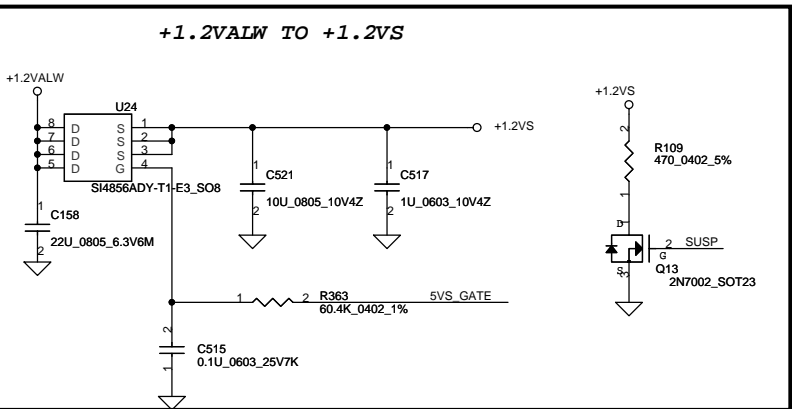 +1.2VALW TO +1.2VS
+1.2VALW
U24
8 D S 1
7 D S 2
6 D S 3
5 D G 4
SI4856ADY-T1-E3_SO8
+1.2VS
1
C158
2
22U_0805_6.3V6M
1
C521
2
10U_0805_10V4Z
1
C517
2
1U_0603_10V4Z
1 2
R363
60.4K_0402_1%
5VS_GATE
2
C515
1
0.1U_0603_25V7K
+1.2VS
2
R109
470_0402_5%
1
D 1
2 SUSP
G
S 3
Q13
2N7002_SOT23